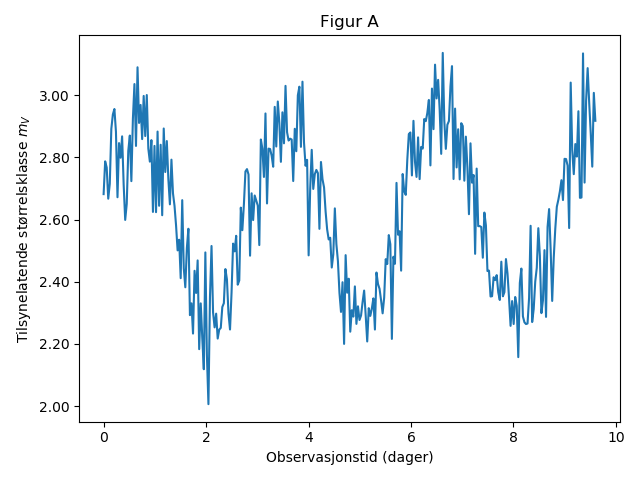 Figur A
Tilsynelatende størrelsesklasse m_V
3.00
2.80
2.60
2.40
2.20
2.00
0 2 4 6 8 10
Observasjonstid (dager)